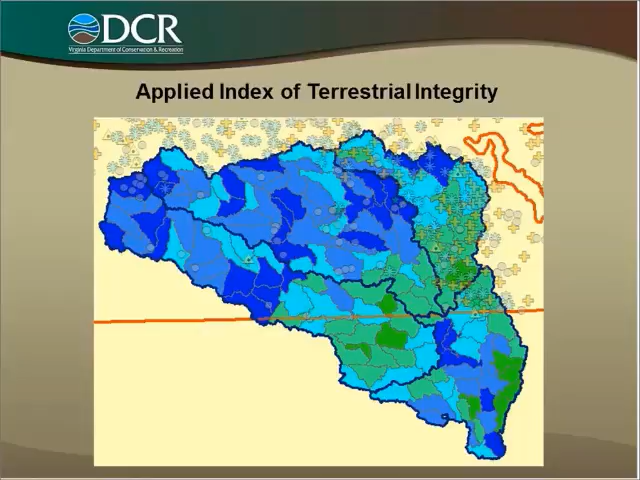 DCR
Virginia Department of Conservation & Recreation
Applied Index of Terrestrial Integrity